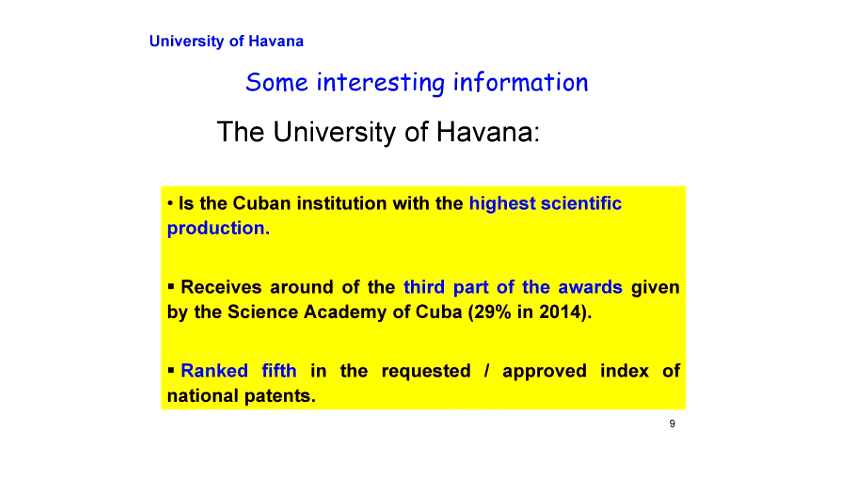 University of Havana
Some interesting information
The University of Havana:
• Is the Cuban institution with the highest scientific
production.
▪ Receives around of the third part of the awards given
by the Science Academy of Cuba (29% in 2014).
▪ Ranked fifth in the requested / approved index of
national patents.
9